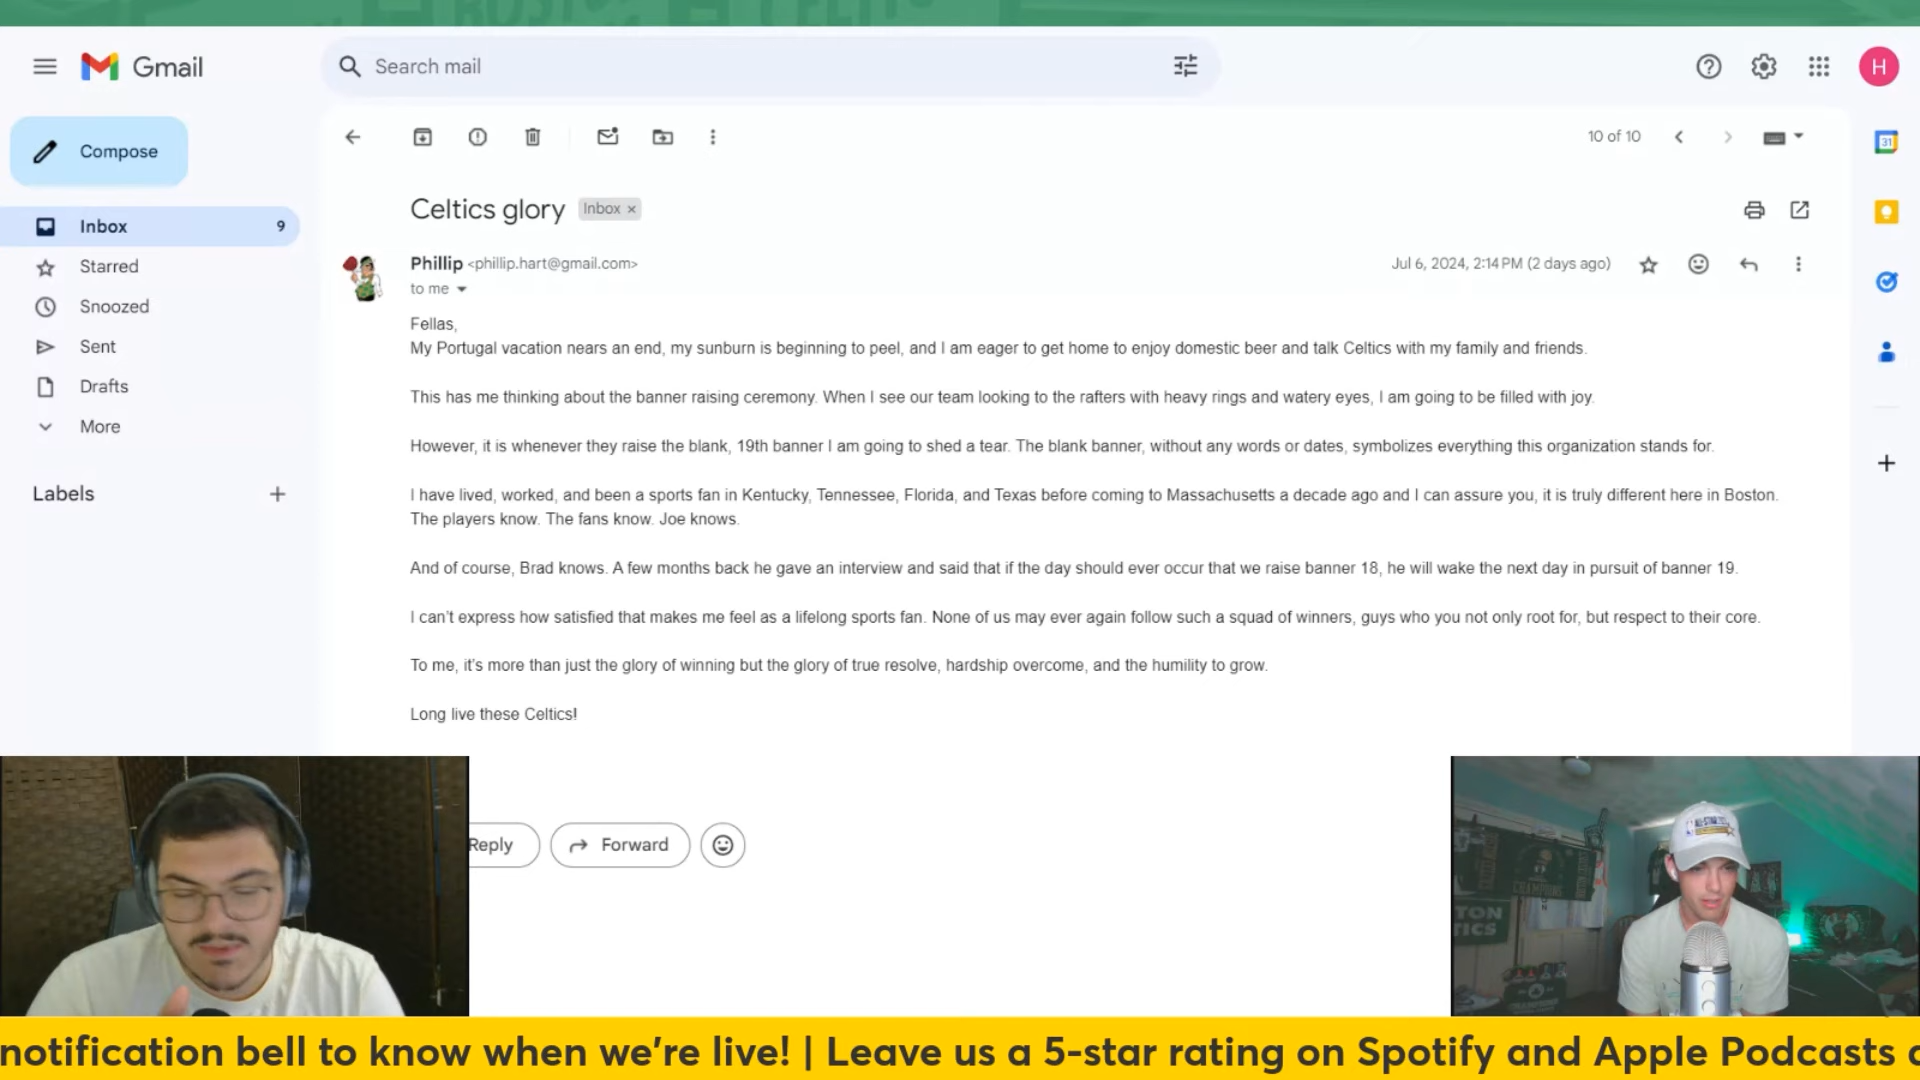 Gmail
Search mail
H
Compose
10 of 10
31
Celtics glory Inbox ×
Inbox 9
Phillip <phillip.hart@gmail.com>
Jul 6, 2024, 2:14 PM (2 days ago)
Starred
to me
Snoozed
Fellas,
Sent
My Portugal vacation nears an end, my sunburn is beginning to peel, and I am eager to get home to enjoy domestic beer and talk Celtics with my family and friends.
Drafts
This has me thinking about the banner raising ceremony. When I see our team looking to the rafters with heavy rings and watery eyes, I am going to be filled with joy.
More
However, it is whenever they raise the blank, 19th banner I am going to shed a tear. The blank banner, without any words or dates, symbolizes everything this organization stands for.
Labels
I have lived, worked, and been a sports fan in Kentucky, Tennessee, Florida, and Texas before coming to Massachusetts a decade ago and I can assure you, it is truly different here in Boston.
The players know. The fans know. Joe knows.
And of course, Brad knows. A few months back he gave an interview and said that if the day should ever occur that we raise banner 18, he will wake the next day in pursuit of banner 19.
I can't express how satisfied that makes me feel as a lifelong sports fan. None of us may ever again follow such a squad of winners, guys who you not only root for, but respect to their core.
To me, it's more than just the glory of winning but the glory of true resolve, hardship overcome, and the humility to grow.
Long live these Celtics!
Reply
Forward
CHAMPIONS
notification bell to know when we're live! | Leave us a 5-star rating on Spotify and Apple Podcasts